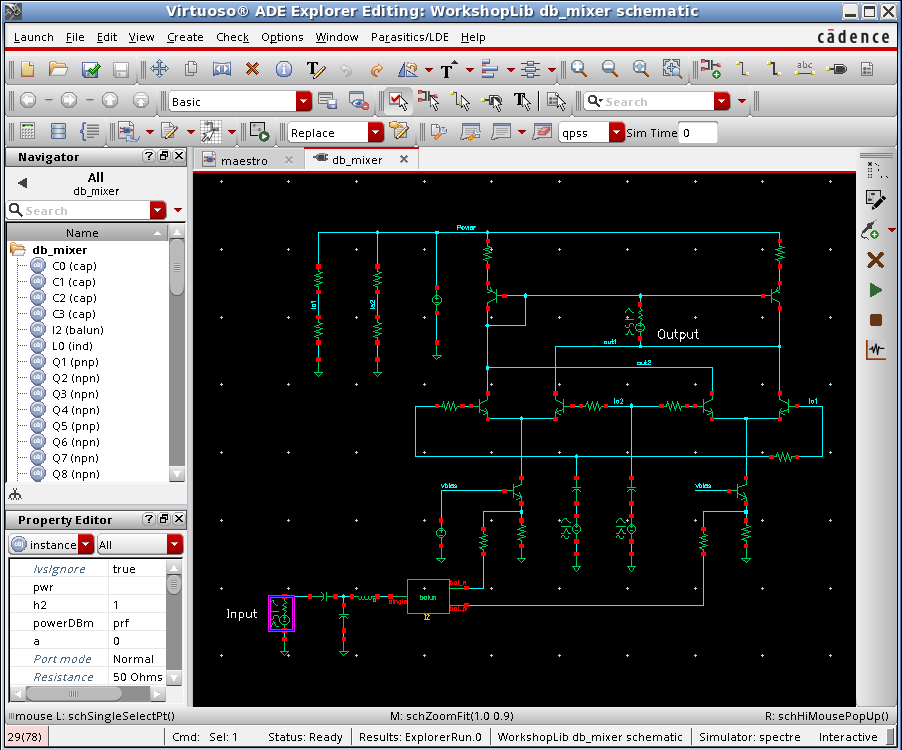 Virtuoso® ADE Explorer Editing: WorkshopLib db_mixer schematic
Launch File Edit View Create Check Options Window Parasitics/LDE Help cādence
abc
Basic Search
Replace qpss Sim Time 0
Navigator
All
db_mixer
Search
Name
db_mixer
C0 (cap)
C1 (cap)
C2 (cap)
C3 (cap)
I2 (balun)
L0 (ind)
Q1 (pnp)
Q2 (npn)
Q3 (npn)
Q4 (npn)
Q5 (pnp)
Q6 (npn)
Q7 (npn)
Q8 (npn)
Property Editor
instance All
lvsIgnore true
pwr
h2 1
powerDBm prf
a 0
Port mode Normal
Resistance 50 Ohms
maestro db_mixer
Power
lo1 lo2
Output
out1
out2
lo2 lo1
vbias vbias
Input
single balun bal_n
bal_p
I2
mouse L: schSingleSelectPt() M: schZoomFit(1.0 0.9) R: schHiMousePopUp()
29(78) Cmd: Sel: 1 Status: Ready Results: ExplorerRun.0 WorkshopLib db_mixer schematic Simulator: spectre Interactive